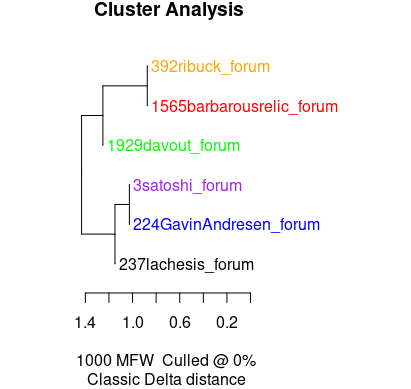 Cluster Analysis
392ribuck_forum
1565barbarousrelic_forum
1929davout_forum
3satoshi_forum
224GavinAndresen_forum
237lachesis_forum
1.4 1.0 0.6 0.2
1000 MFW Culled @ 0%
Classic Delta distance